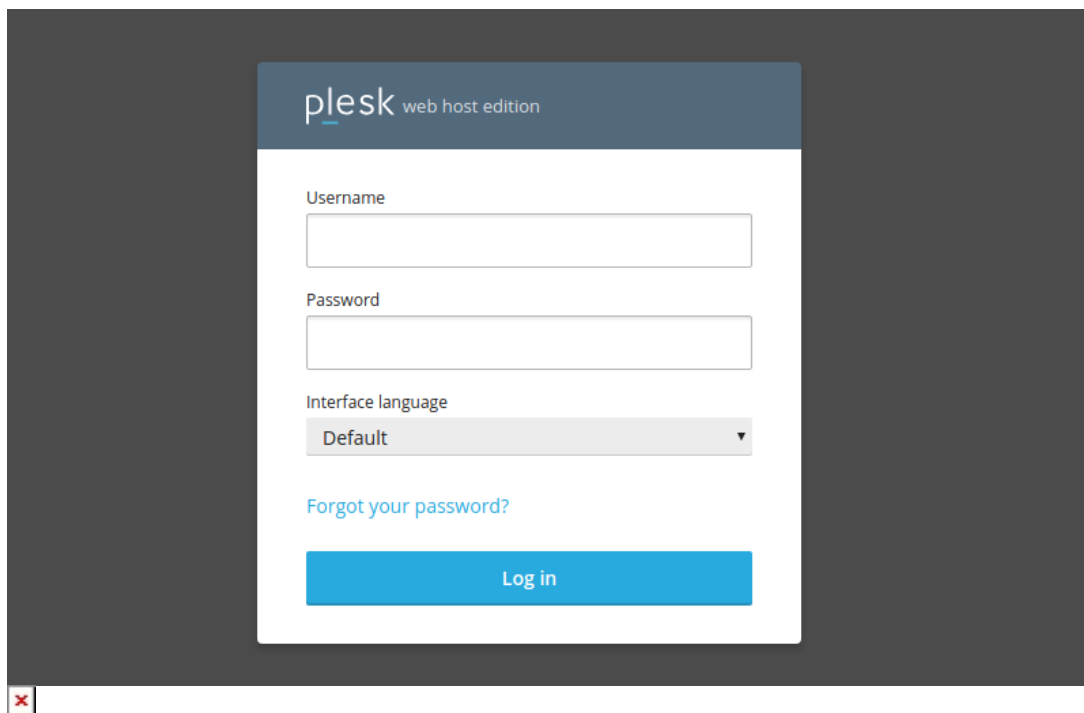 plesk web host edition
Username
Password
Interface language
Default
Forgot your password?
Log in